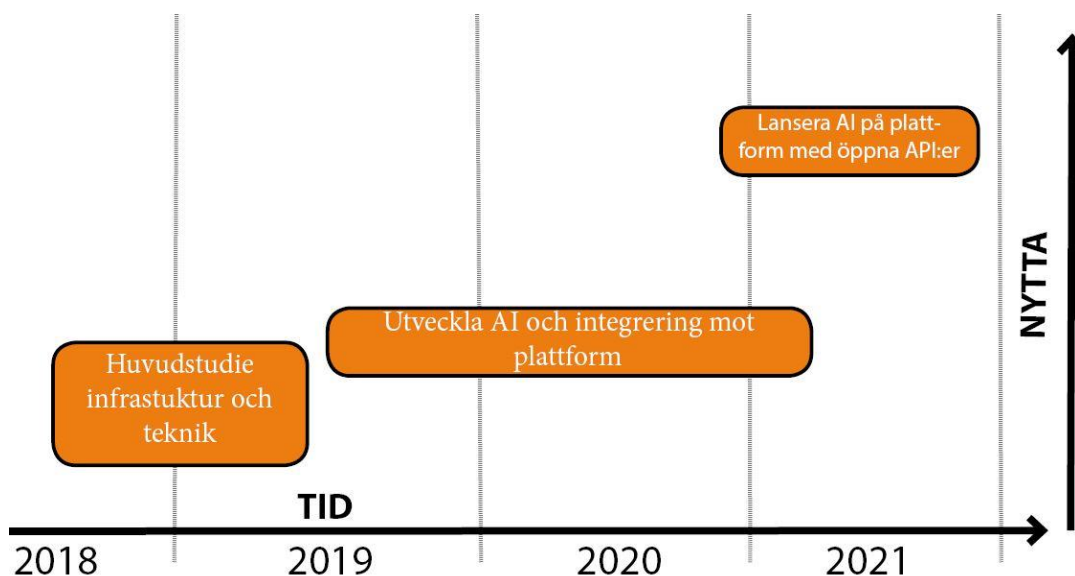 Lansera AI på platt-
form med öppna API:er
NYTTA
Utveckla AI och integrering mot
plattform
Huvudstudie
infrastuktur och
teknik
TID
2018
2019
2020
2021